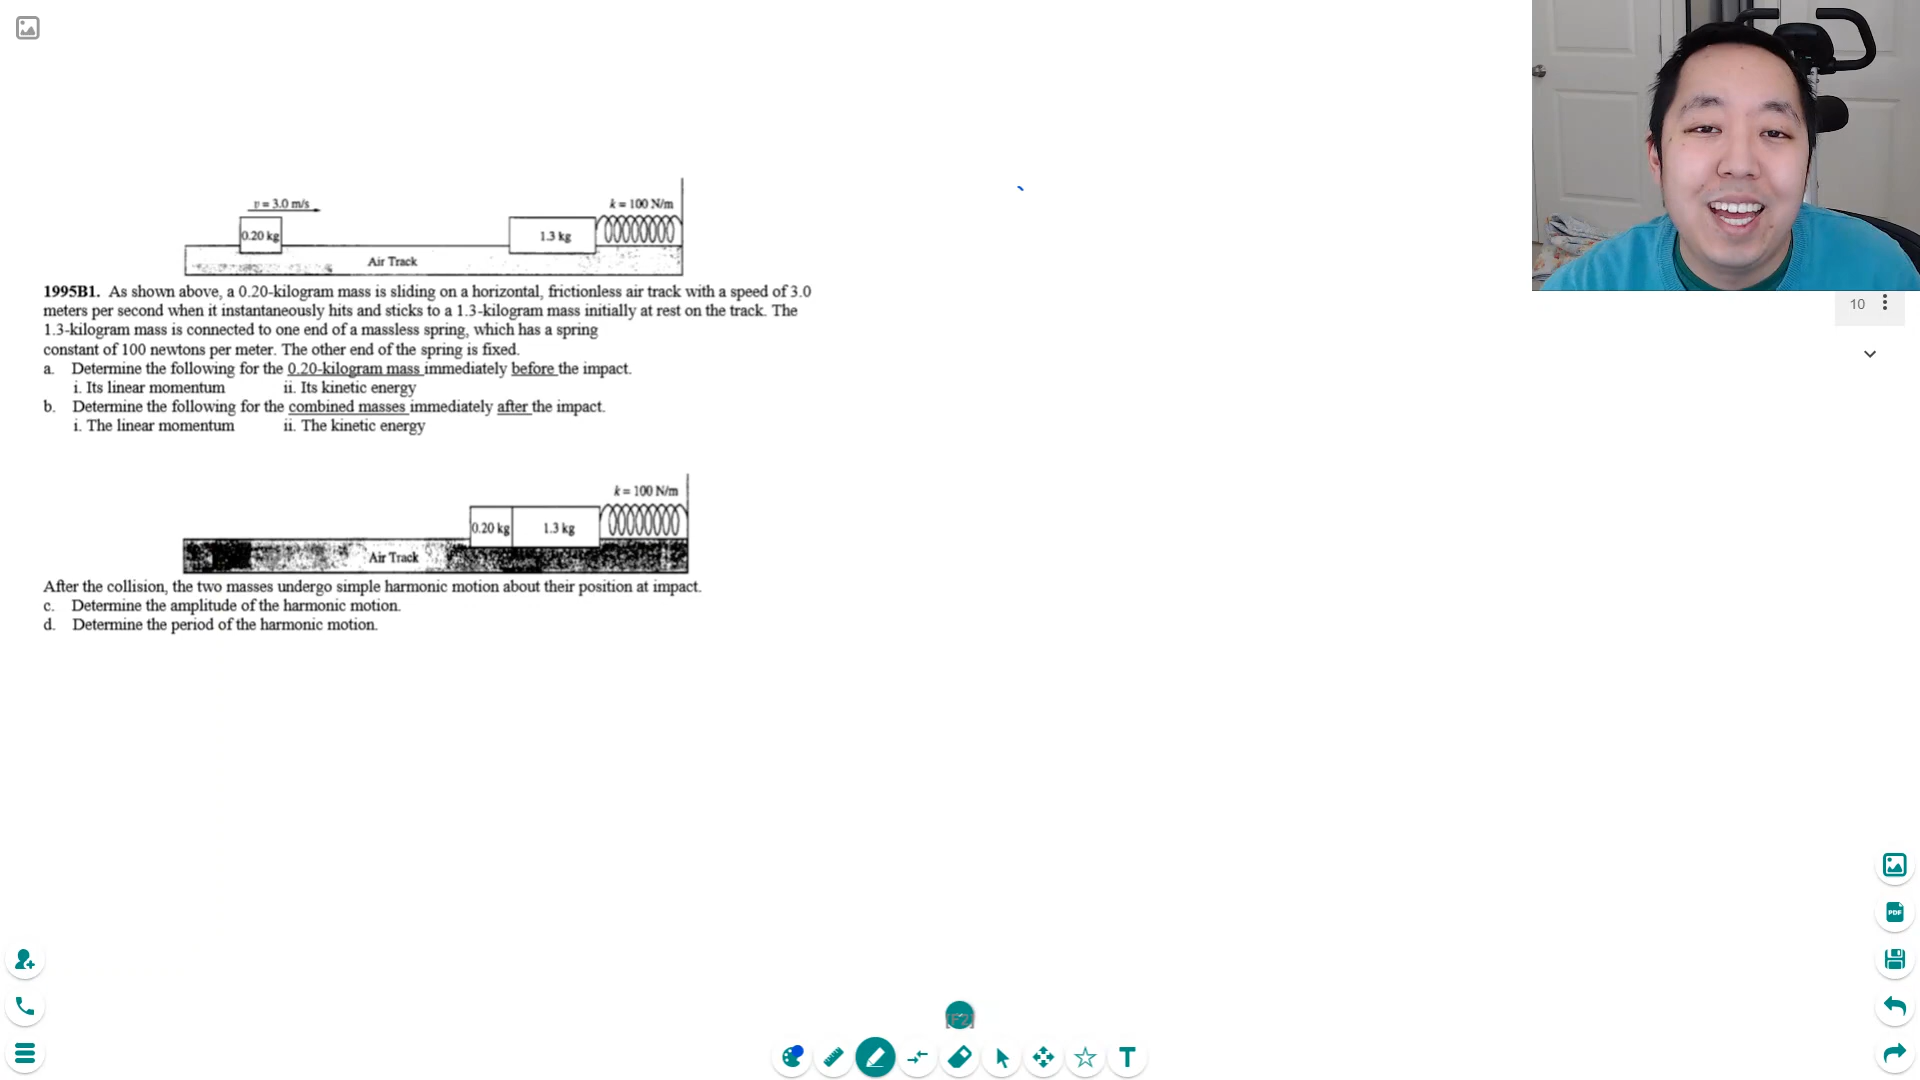 v = 3.0 m/s
k = 100 N/m
0.20 kg
1.3 kg
Air Track
1995B1. As shown above, a 0.20-kilogram mass is sliding on a horizontal, frictionless air track with a speed of 3.0
meters per second when it instantaneously hits and sticks to a 1.3-kilogram mass initially at rest on the track. The
1.3-kilogram mass is connected to one end of a massless spring, which has a spring
constant of 100 newtons per meter. The other end of the spring is fixed.
a. Determine the following for the 0.20-kilogram mass immediately before the impact.
i. Its linear momentum ii. Its kinetic energy
b. Determine the following for the combined masses immediately after the impact.
i. The linear momentum ii. The kinetic energy
k = 100 N/m
0.20 kg
1.3 kg
Air Track
After the collision, the two masses undergo simple harmonic motion about their position at impact.
c. Determine the amplitude of the harmonic motion.
d. Determine the period of the harmonic motion.
10
PDF
[F2]
T